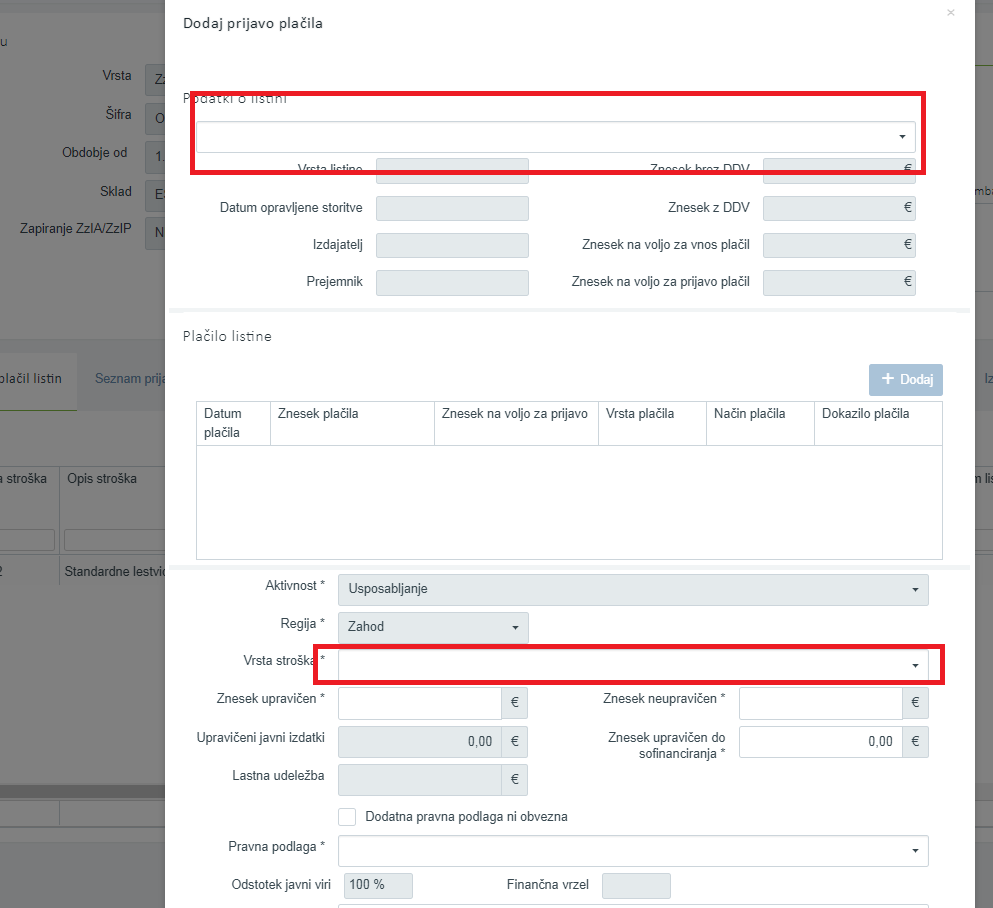 Dodaj prijavo plačila
×
u
Vrsta
Šifra
Obdobje od
1.
Sklad
Zapiranje ZzIA/ZzIP
N
Podatki o listini
Vrsta listine
Znesek brez DDV
€
Datum opravljene storitve
Znesek z DDV
€
Izdajatelj
Znesek na voljo za vnos plačil
€
Prejemnik
Znesek na voljo za prijavo plačil
€
Plačilo listine
plačil listin
Seznam prija
Iz
+ Dodaj
Datum plačila
Znesek plačila
Znesek na voljo za prijavo
Vrsta plačila
Način plačila
Dokazilo plačila
a stroška
Opis stroška
m lis
2
Standardne lestvic
Aktivnost *
Usposabljanje
Regija *
Zahod
Vrsta stroška *
Znesek upravičen *
€
Znesek neupravičen *
€
Upravičeni javni izdatki
0,00 €
Znesek upravičen do
sofinanciranja *
0,00 €
Lastna udeležba
€
Dodatna pravna podlaga ni obvezna
Pravna podlaga *
Odstotek javni viri
100 %
Finančna vrzel